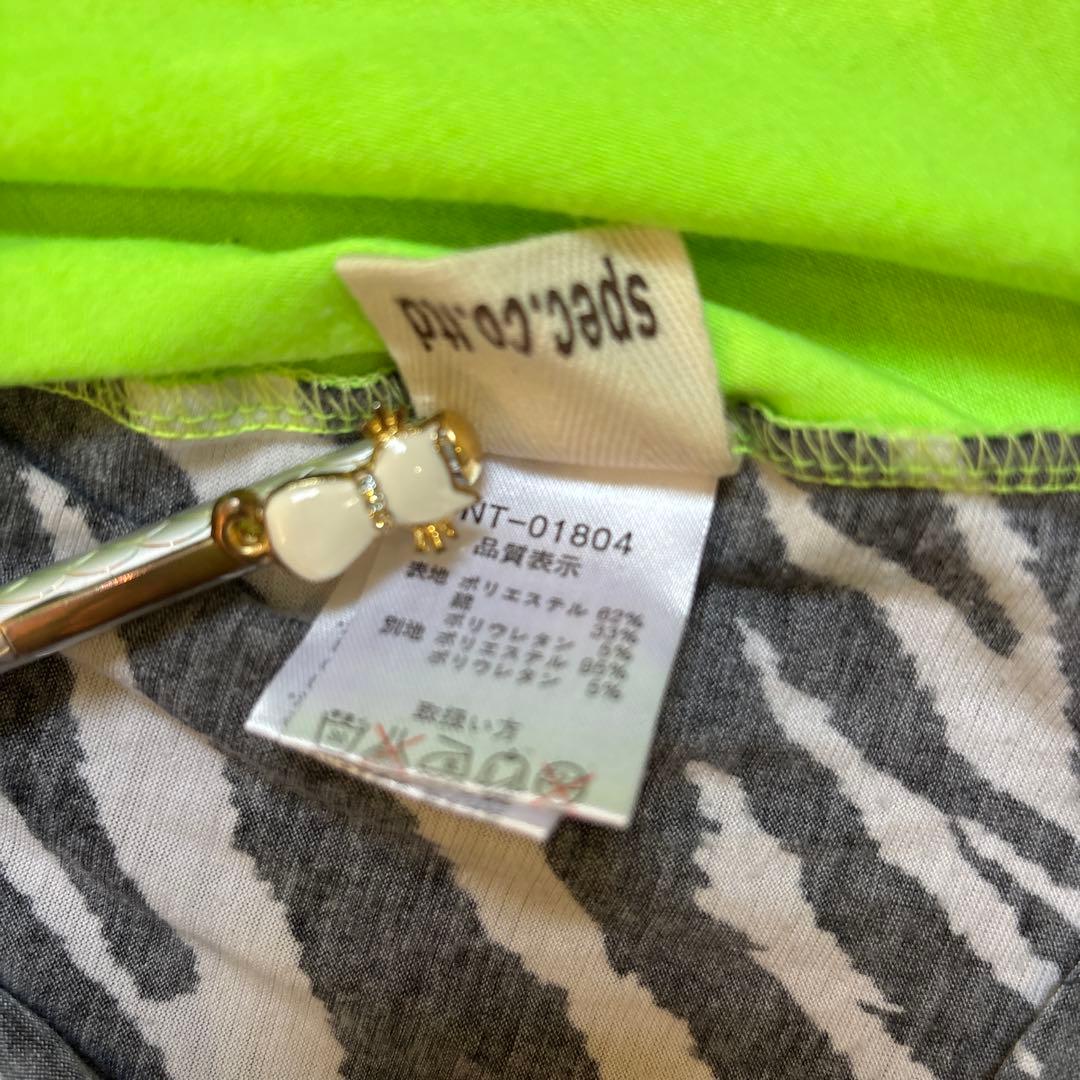 spec.co.ltd
NT-01804
品質表示
表地 ポリエステル 62%
綿 33%
ポリウレタン 5%
別地 ポリエステル 95%
ポリウレタン 5%
取扱い方